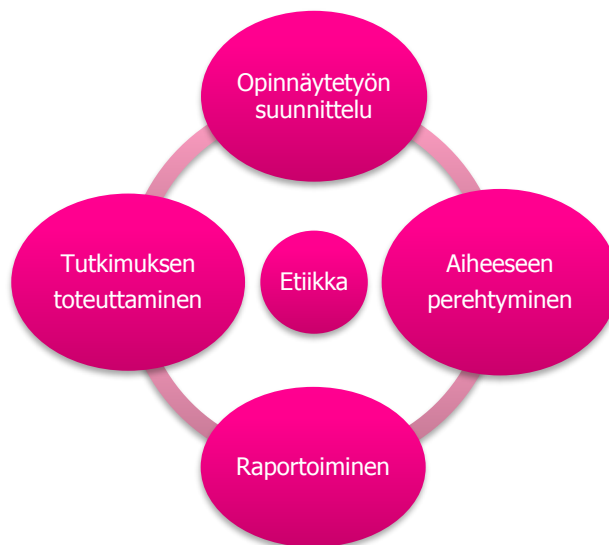 Opinnäytetyön
suunnittelu
Tutkimuksen
toteuttaminen
Etiikka
Aiheeseen
perehtyminen
Raportoiminen